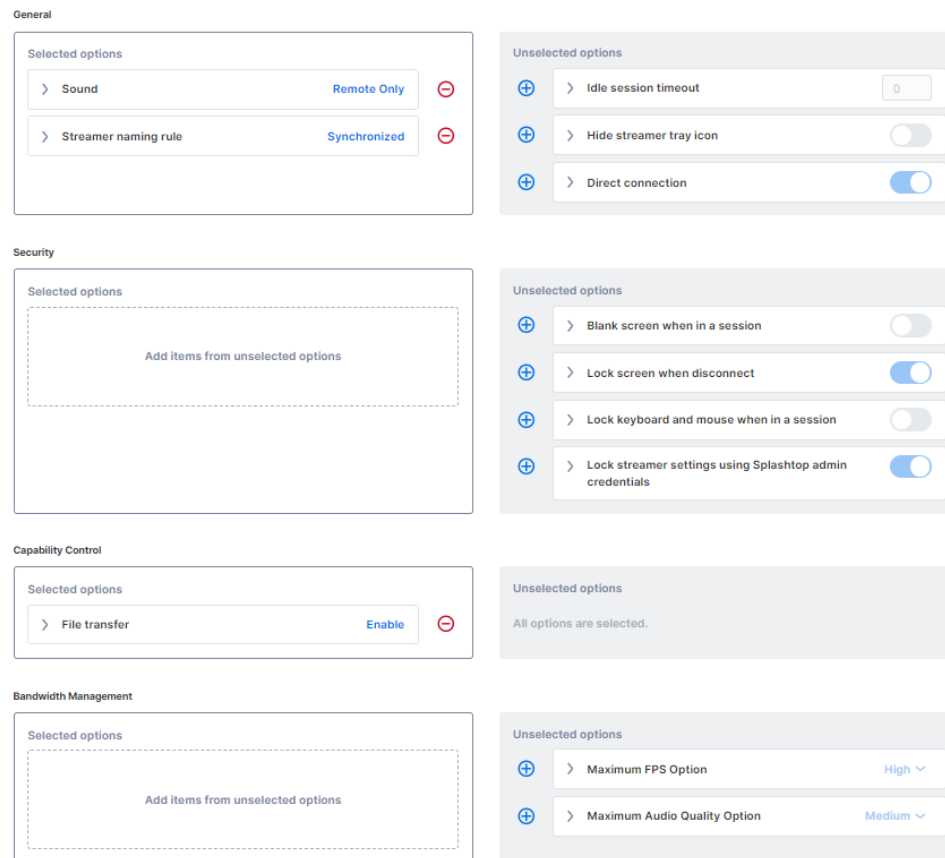 General
Selected options
Sound Remote Only
Streamer naming rule Synchronized
Unselected options
Idle session timeout 0
Hide streamer tray icon
Direct connection
Security
Selected options
Add items from unselected options
Unselected options
Blank screen when in a session
Lock screen when disconnect
Lock keyboard and mouse when in a session
Lock streamer settings using Splashtop admin
credentials
Capability Control
Selected options
File transfer Enable
Unselected options
All options are selected.
Bandwidth Management
Selected options
Add items from unselected options
Unselected options
Maximum FPS Option High
Maximum Audio Quality Option Medium